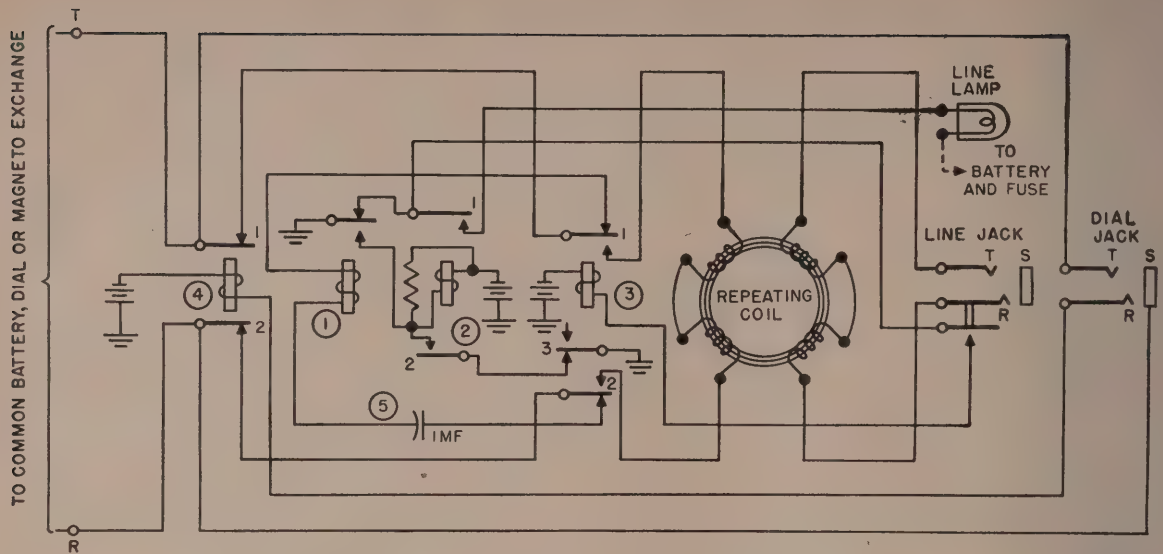 TO COMMON BATTERY, DIAL OR MAGNETO EXCHANGE
T
LINE
LAMP
TO
BATTERY
AND FUSE
1
1
1
DIAL
JACK
LINE JACK
T
S
T
S
4
1
2
3
REPEATING
COIL
R
R
2
2
3
2
5
1MF
R